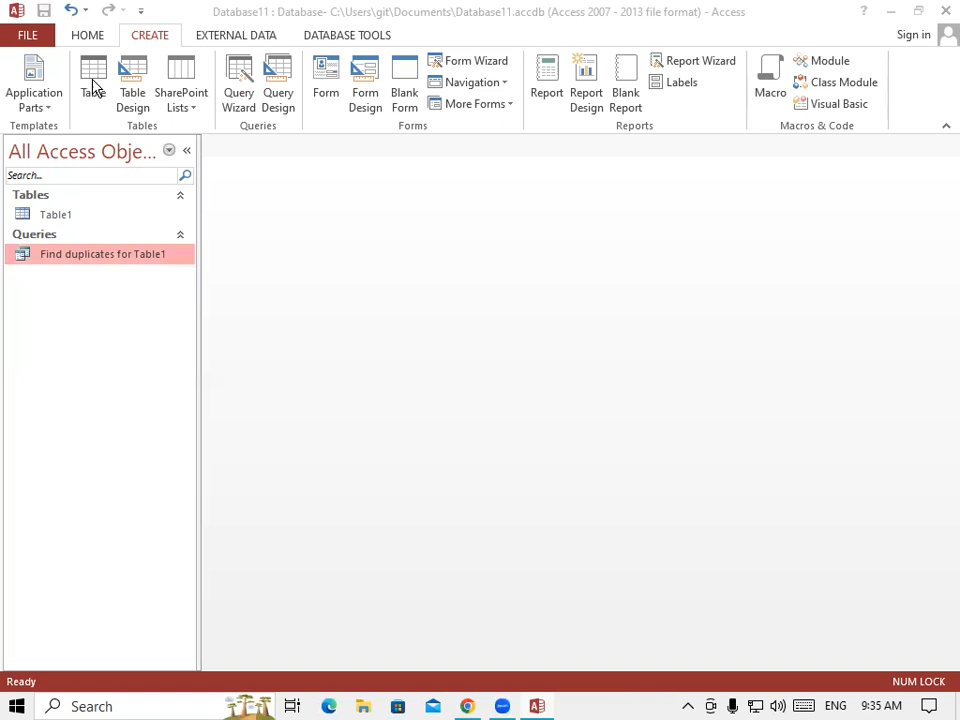 Database11 : Database- C:\Users\git\Documents\Database11.accdb (Access 2007 - 2013 file format) - Access
FILE HOME CREATE EXTERNAL DATA DATABASE TOOLS Sign in
Application Parts
Templates
Table
Table Design
SharePoint Lists
Tables
Query Wizard
Query Design
Queries
Form
Form Design
Blank Form
Form Wizard
Navigation
More Forms
Forms
Report
Report Design
Blank Report
Report Wizard
Labels
Reports
Macro
Module
Class Module
Visual Basic
Macros & Code
All Access Obje...
Search...
Tables
Table1
Queries
Find duplicates for Table1
Ready NUM LOCK
Search ENG 9:35 AM